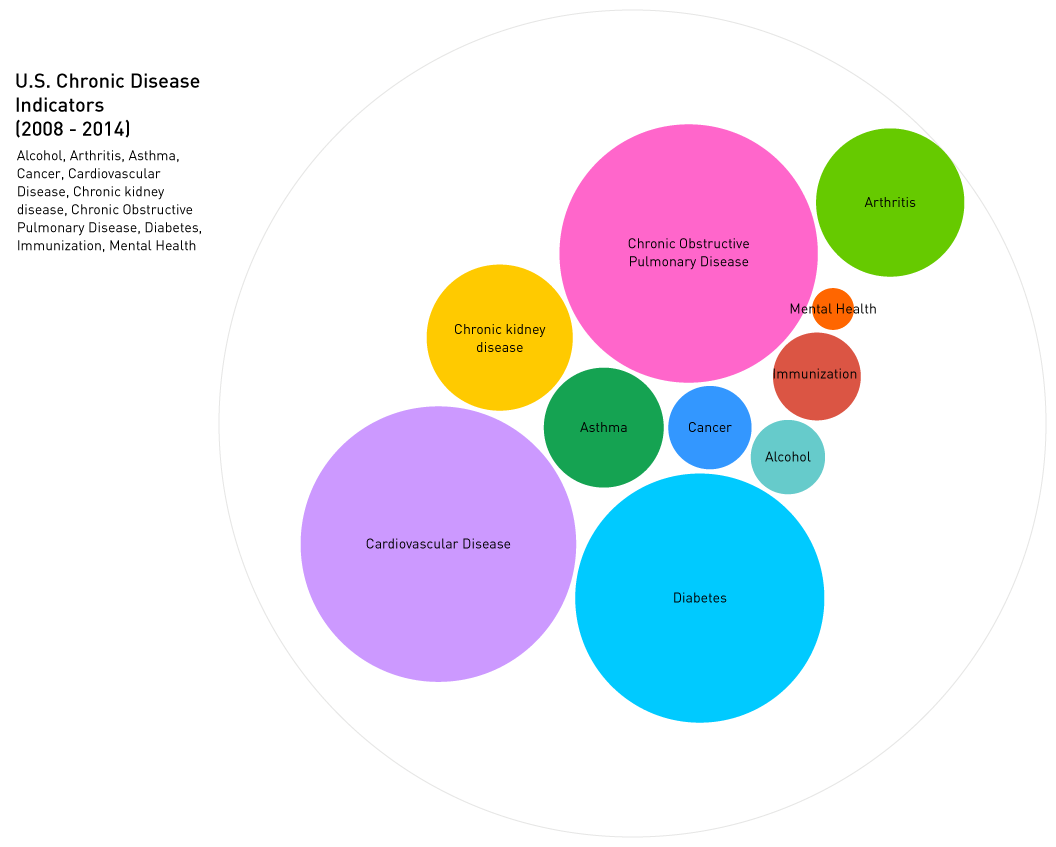 U.S. Chronic Disease
Indicators
(2008 - 2014)
Alcohol, Arthritis, Asthma,
Cancer, Cardiovascular
Disease, Chronic kidney
disease, Chronic Obstructive
Pulmonary Disease, Diabetes,
Immunization, Mental Health
Arthritis
Chronic Obstructive
Pulmonary Disease
Mental Health
Chronic kidney
disease
Immunization
Asthma
Cancer
Alcohol
Cardiovascular Disease
Diabetes